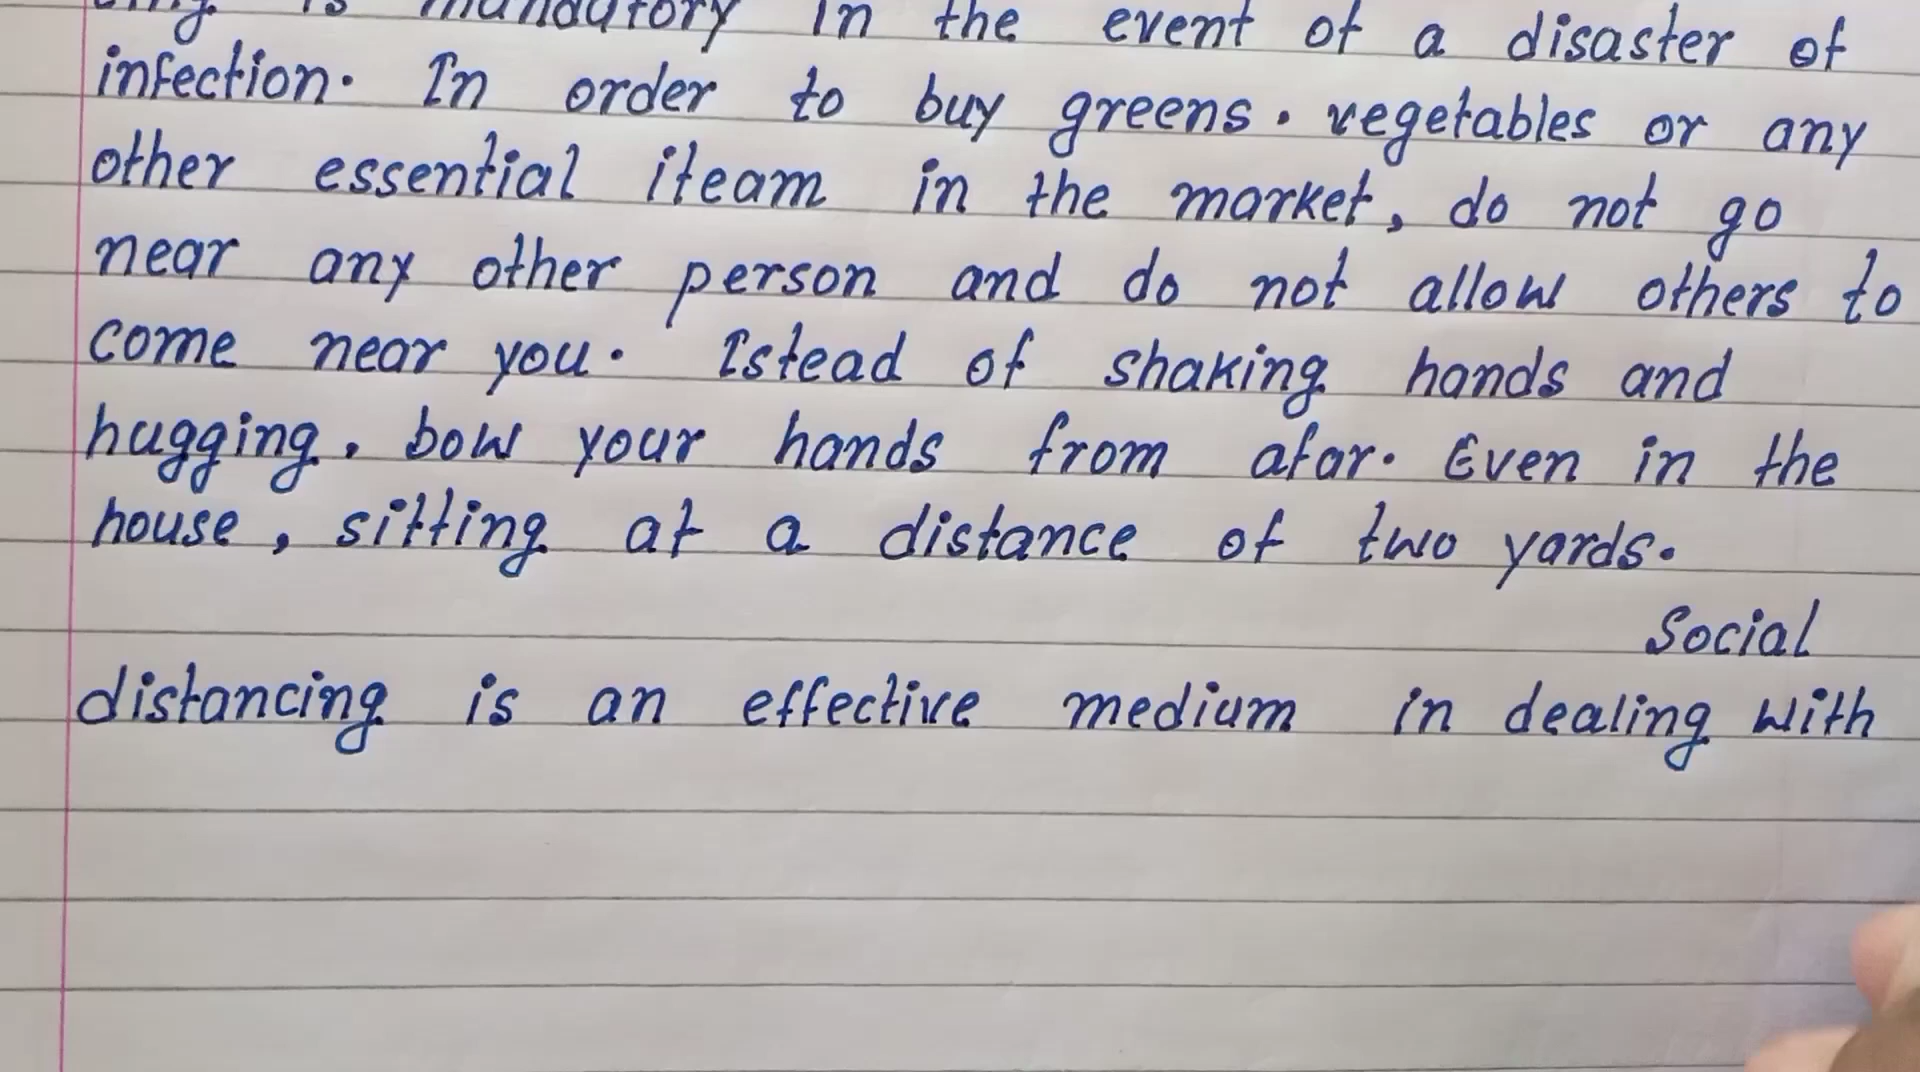 is mandatory in the event of a disaster of
infection. In order to buy greens. vegetables or any
other essential iteam in the market, do not go
near any other person and do not allow others to
come near you. Istead of shaking hands and
hugging. bow your hands from afar. Even in the
house, sitting at a distance of two yards.
Social
distancing is an effective medium in dealing with